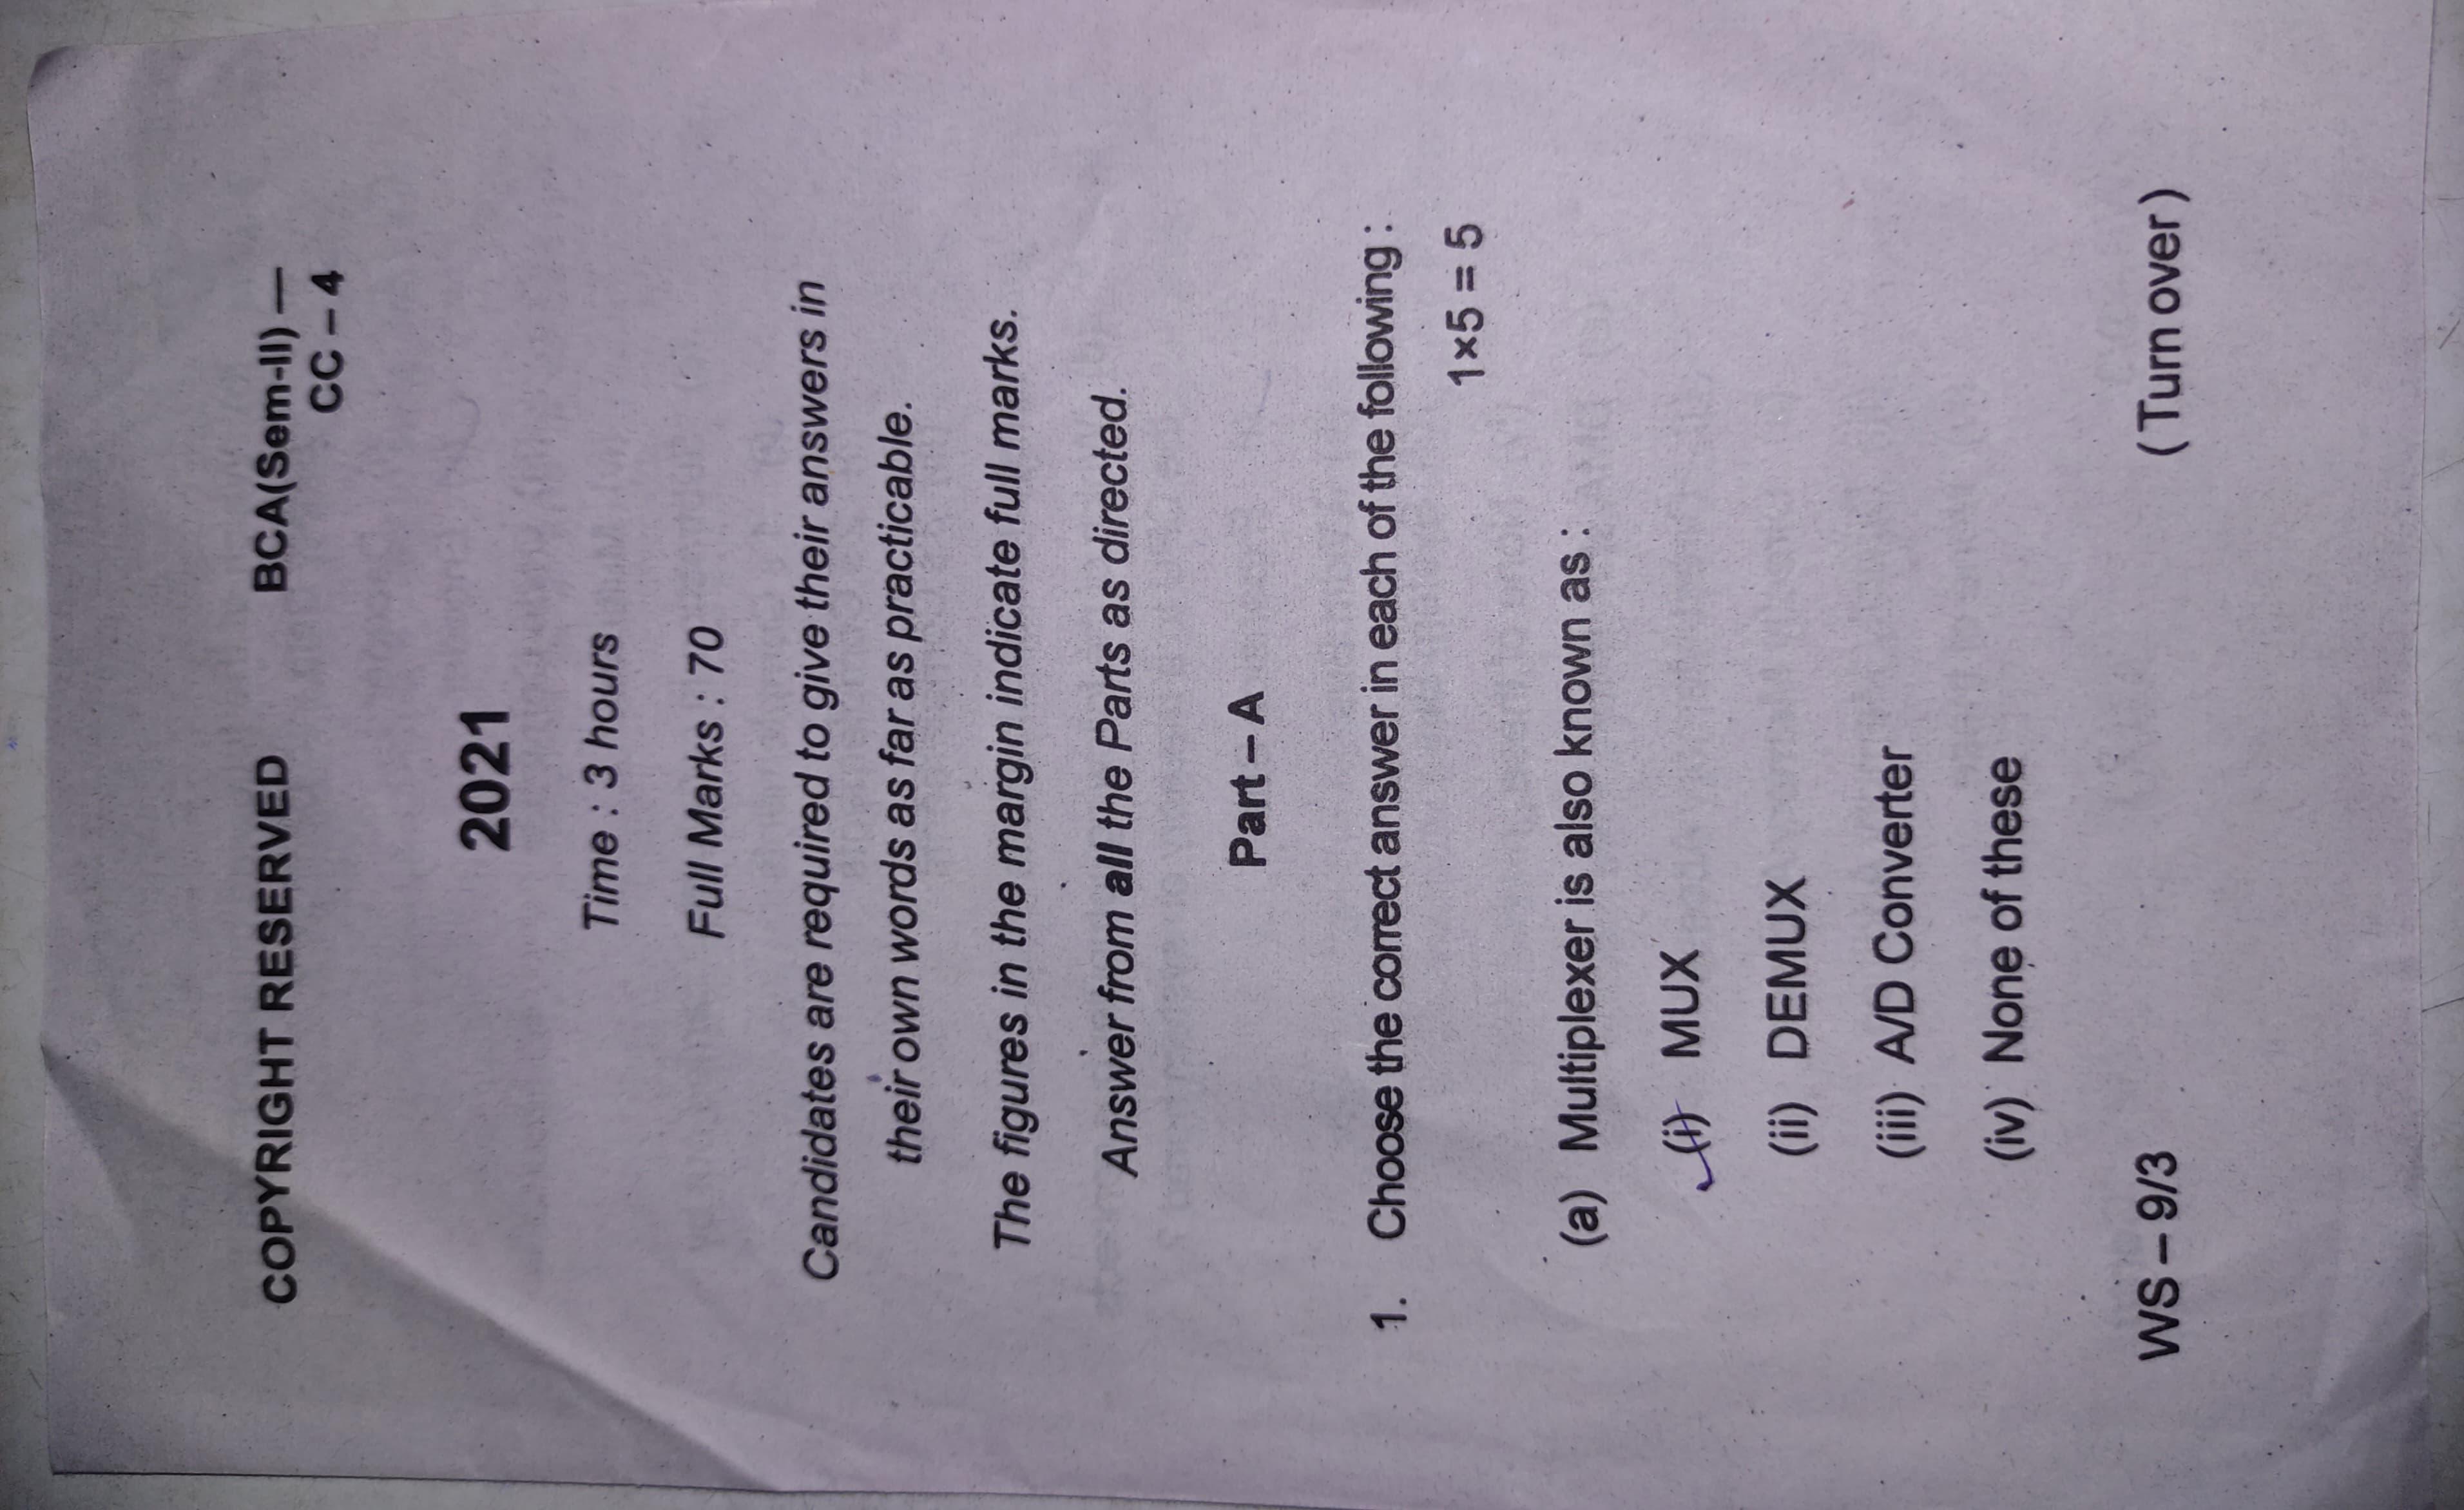 COPYRIGHT RESERVED BCA(Sem-II) —
CC – 4
2021
Time : 3 hours
Full Marks : 70
Candidates are required to give their answers in
their own words as far as practicable.
The figures in the margin indicate full marks.
Answer from all the Parts as directed.
Part – A
1. Choose the correct answer in each of the following :
1×5 = 5
(a) Multiplexer is also known as :
(i) MUX
(ii) DEMUX
(iii) A/D Converter
(iv) None of these
WS – 9/3 ( Turn over )